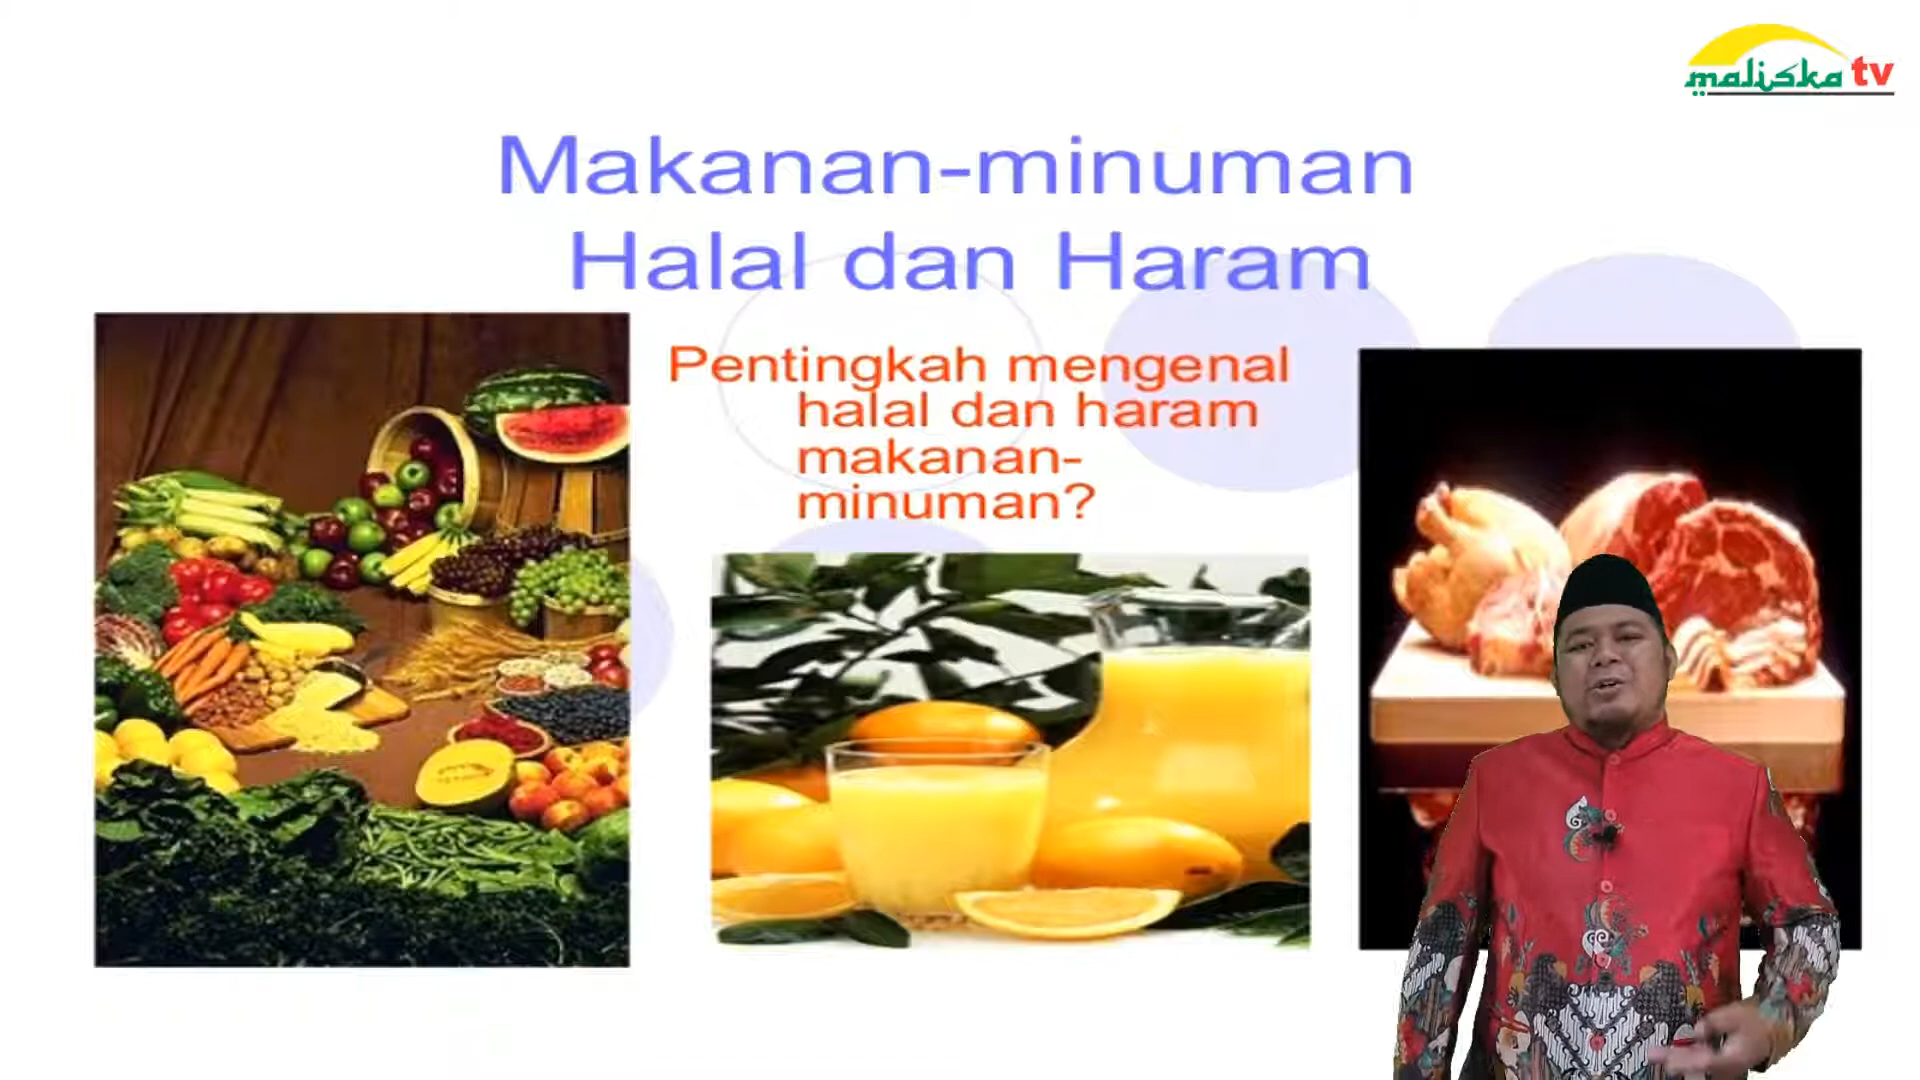 maliska tv
Makanan-minuman
Halal dan Haram
Pentingkah mengenal
halal dan haram
makanan-
minuman?